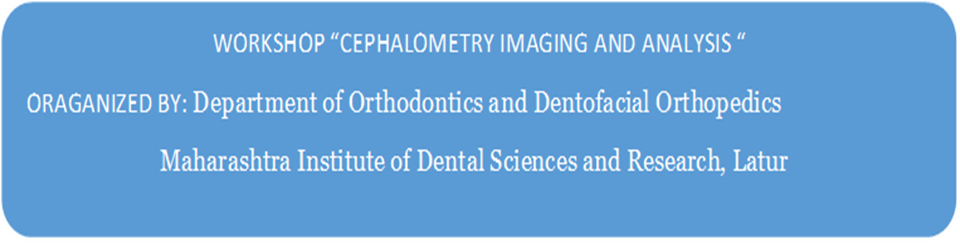 WORKSHOP “CEPHALOMETRY IMAGING AND ANALYSIS “
ORAGANIZED BY: Department of Orthodontics and Dentofacial Orthopedics
Maharashtra Institute of Dental Sciences and Research, Latur